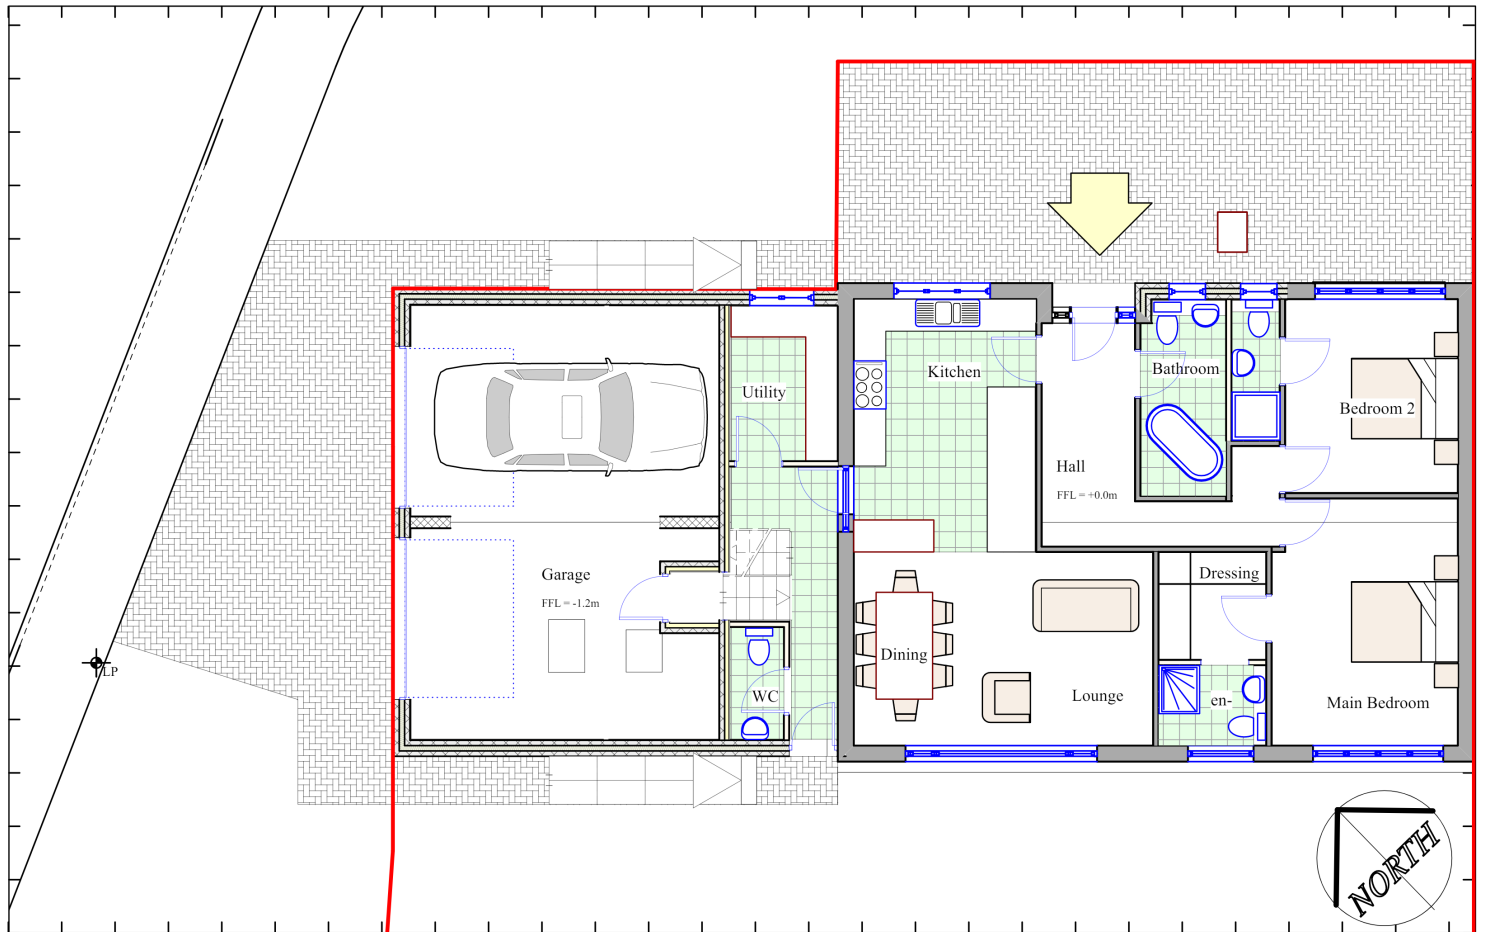 Kitchen
Bathroom
Utility
Bedroom 2
Hall
FFL = +0.0m
Garage
FFL = -1.2m
Dressing
Dining
WC
Lounge
en-
Main Bedroom
LP
NORTH